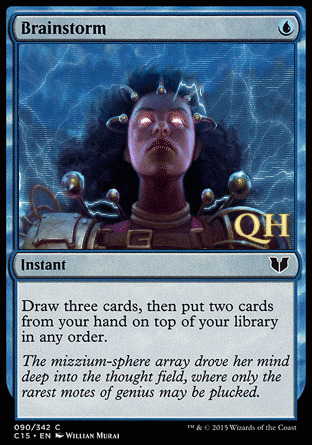 Brainstorm
QH
Instant
Draw three cards, then put two cards
from your hand on top of your library
in any order.
The mizzium-sphere array drove her mind
deep into the thought field, where only the
rarest motes of genius may be plucked.
090/342 C
C15 • EN Willian Murai
™ & © 2015 Wizards of the Coast